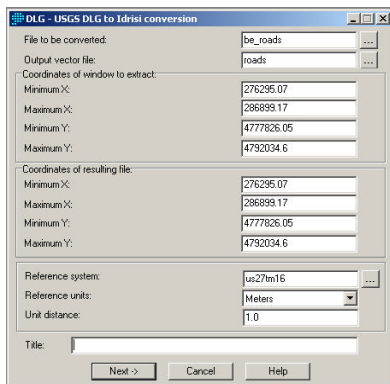 DLG - USGS DLG to Idrisi conversion
File to be converted: be_roads ...
Output vector file: roads ...
Coordinates of window to extract:
Minimum X: 276295.07
Maximum X: 286899.17
Minimum Y: 4777826.05
Maximum Y: 4792034.6
Coordinates of resulting file:
Minimum X: 276295.07
Maximum X: 286899.17
Minimum Y: 4777826.05
Maximum Y: 4792034.6
Reference system: us27tm16 ...
Reference units: Meters
Unit distance: 1.0
Title:
Next -> Cancel Help